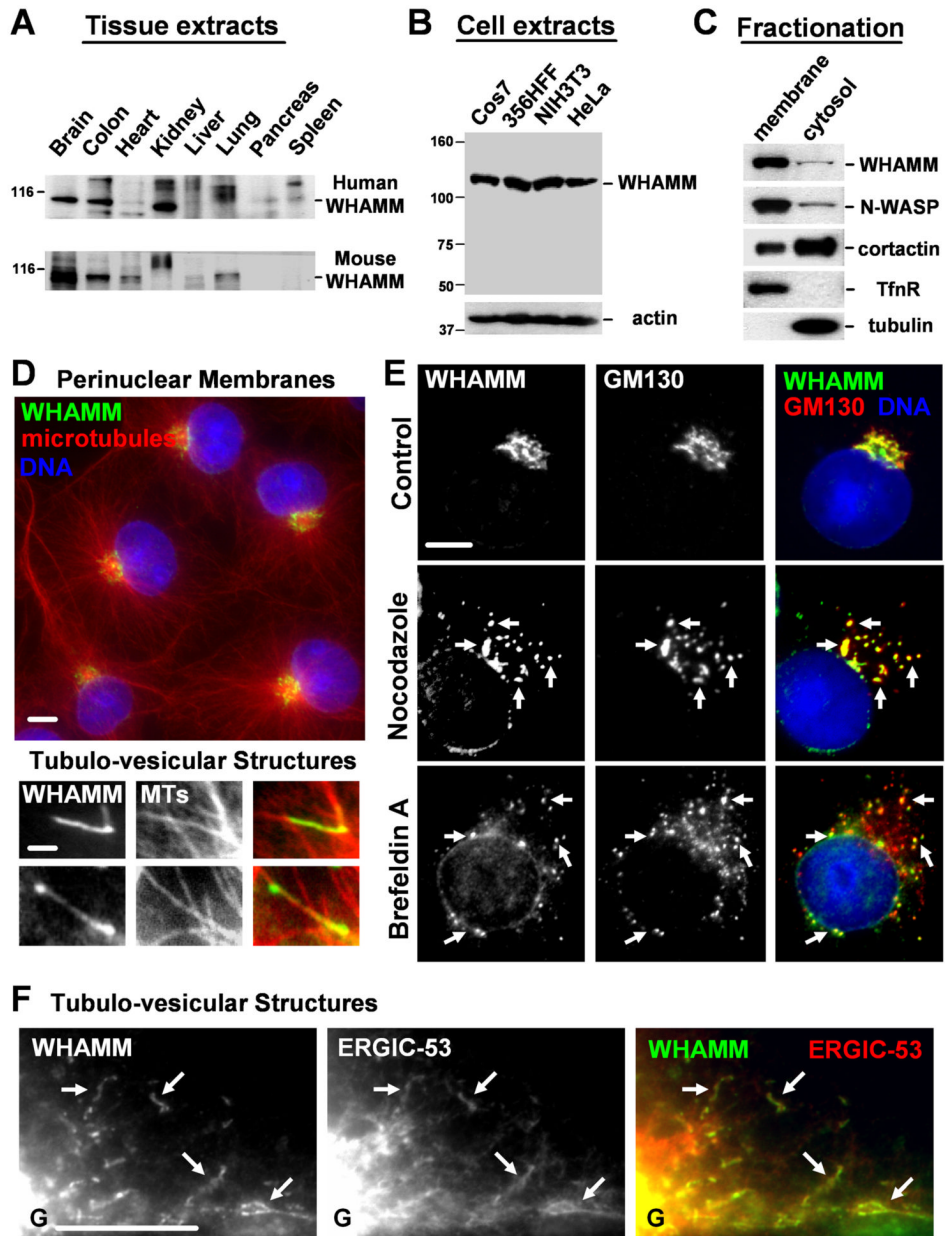 A Tissue extracts
Brain
Colon
Heart
Kidney
Liver
Lung
Pancreas
Spleen
116
Human
WHAMM
116
Mouse
WHAMM
B Cell extracts
Cos7
356HFF
NIH3T3
HeLa
160
100
75
50
37
WHAMM
actin
C Fractionation
membrane
cytosol
WHAMM
N-WASP
cortactin
TfnR
tubulin
D Perinuclear Membranes
WHAMM
microtubules
DNA
Tubulo-vesicular Structures
WHAMM
MTs
E
WHAMM
GM130
WHAMM
GM130 DNA
Control
Nocodazole
Brefeldin A
F Tubulo-vesicular Structures
WHAMM
G
ERGIC-53
G
WHAMM ERGIC-53
G